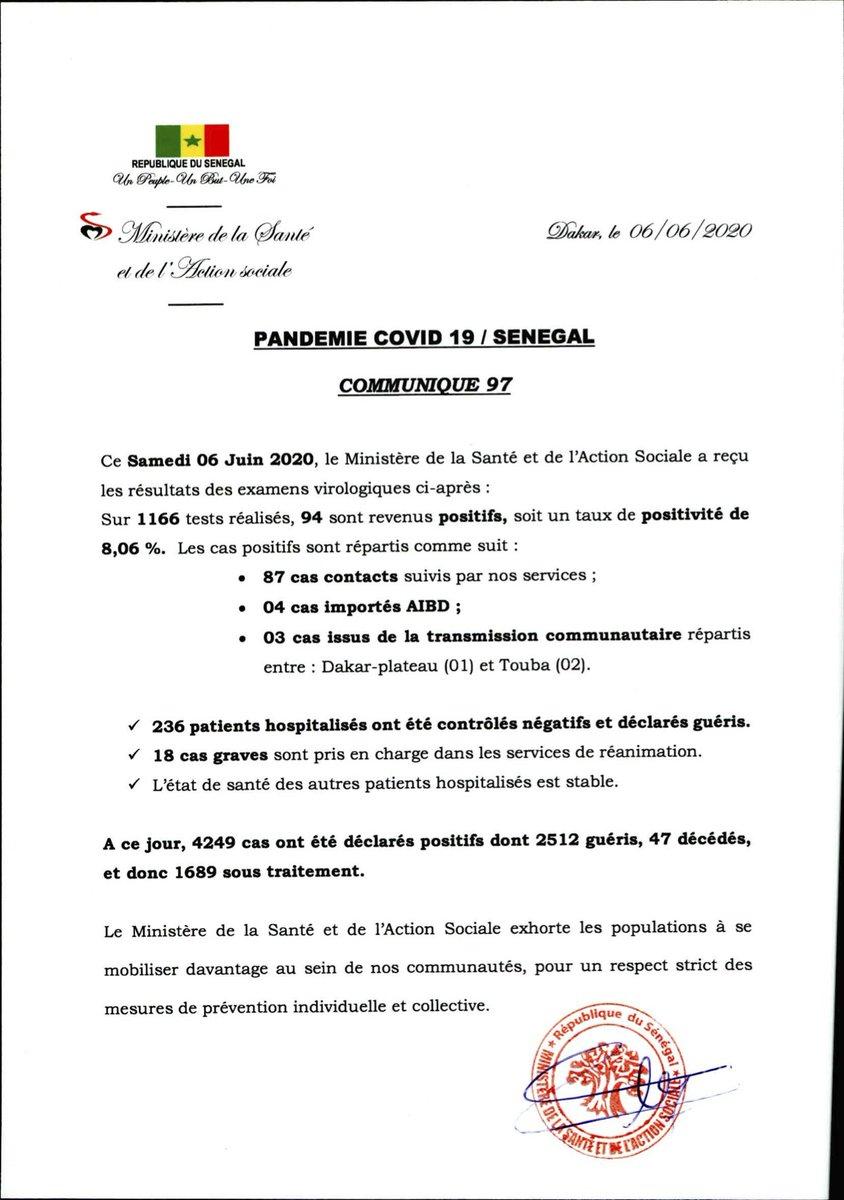 REPUBLIQUE DU SENEGAL
Un Peuple-Un But-Une Foi
Ministère de la Santé
et de l'Action sociale
Dakar, le 06/06/2020
PANDEMIE COVID 19 / SENEGAL
COMMUNIQUE 97
Ce Samedi 06 Juin 2020, le Ministère de la Santé et de l'Action Sociale a reçu
les résultats des examens virologiques ci-après :
Sur 1166 tests réalisés, 94 sont revenus positifs, soit un taux de positivité de
8,06 %. Les cas positifs sont répartis comme suit :
• 87 cas contacts suivis par nos services ;
• 04 cas importés AIBD ;
• 03 cas issus de la transmission communautaire répartis
entre : Dakar-plateau (01) et Touba (02).
✓ 236 patients hospitalisés ont été contrôlés négatifs et déclarés guéris.
✓ 18 cas graves sont pris en charge dans les services de réanimation.
✓ L'état de santé des autres patients hospitalisés est stable.
A ce jour, 4249 cas ont été déclarés positifs dont 2512 guéris, 47 décédés,
et donc 1689 sous traitement.
Le Ministère de la Santé et de l'Action Sociale exhorte les populations à se
mobiliser davantage au sein de nos communautés, pour un respect strict des
mesures de prévention individuelle et collective.
République du Sénégal
MINISTÈRE DE LA SANTÉ ET DE L'ACTION SOCIALE